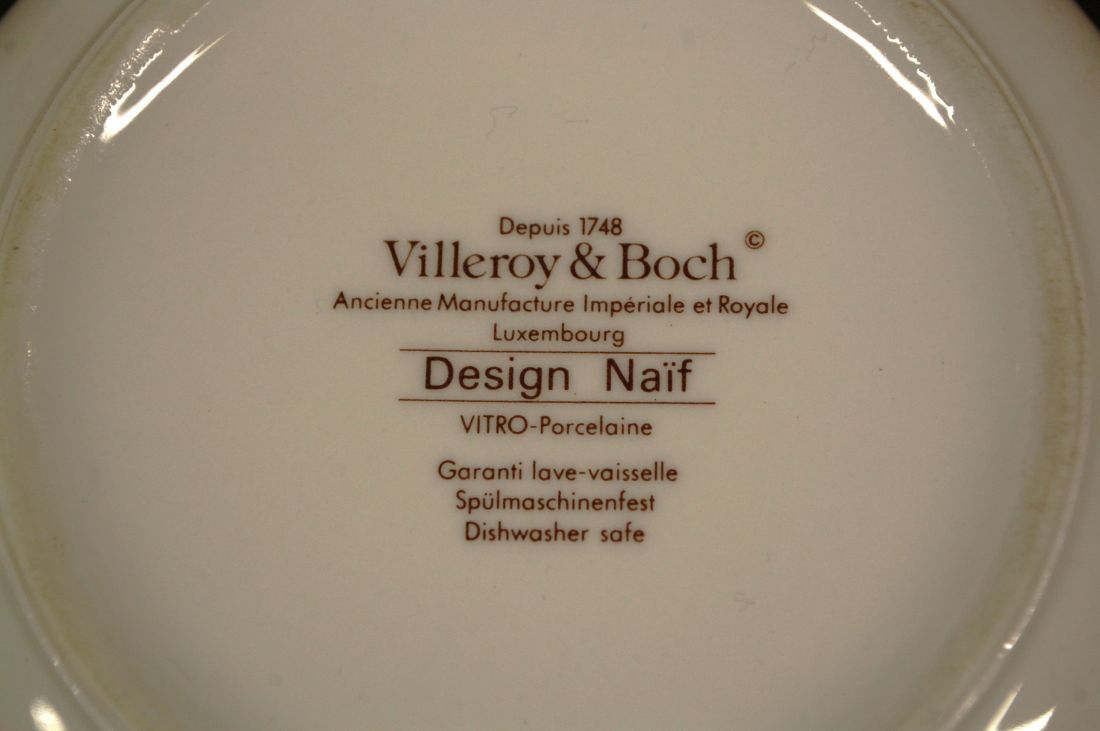 Depuis 1748
Villeroy & Boch ©
Ancienne Manufacture Impériale et Royale
Luxembourg
Design Naïf
VITRO-Porcelaine
Garanti lave-vaisselle
Spülmaschinenfest
Dishwasher safe